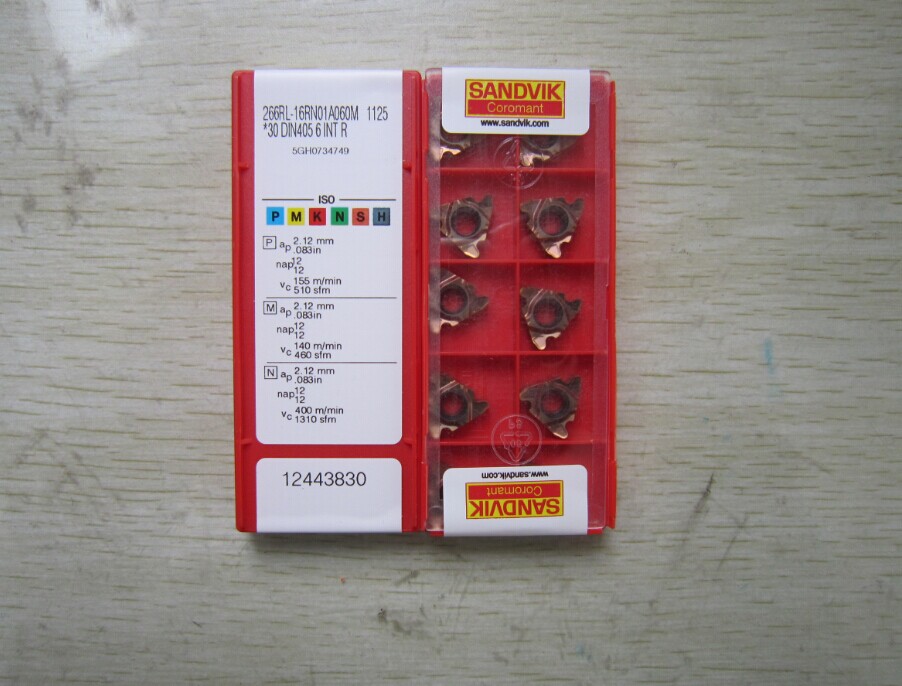 266RL-16RN01A060M 1125
*30 DIN405 6 INT R
5GH0734749
ISO
P M K N S H
P ap 2.12 mm
.083in
nap 12
12
vc 155 m/min
510 sfm
M ap 2.12 mm
.083in
nap 12
12
vc 140 m/min
460 sfm
N ap 2.12 mm
.083in
nap 12
12
vc 400 m/min
1310 sfm
12443830
SANDVIK
Coromant
www.sandvik.com
www.sandvik.com
Coromant
SANDVIK